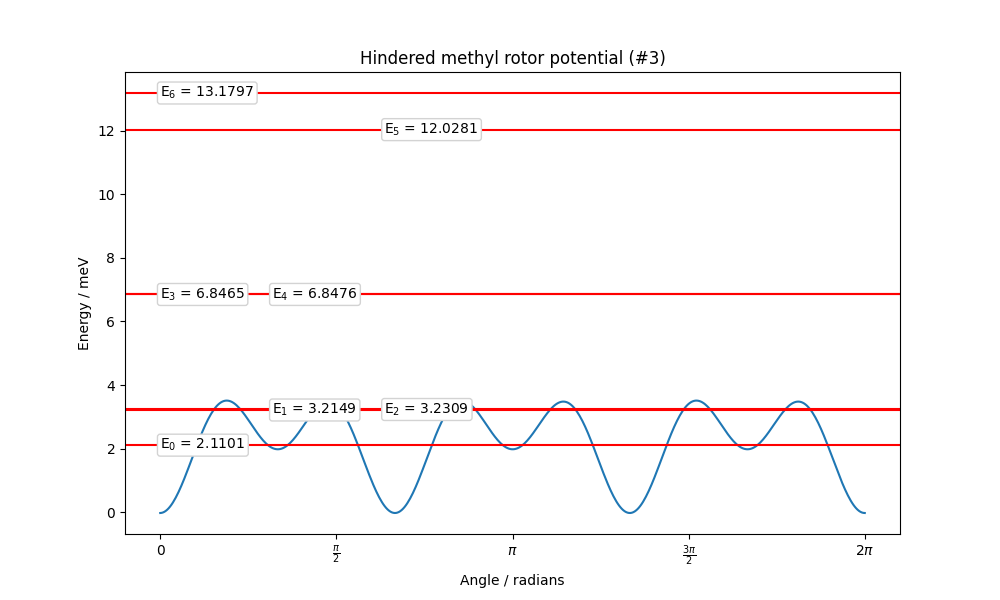 Hindered methyl rotor potential (#3)
E₆ = 13.1797
E₅ = 12.0281
E₃ = 6.8465
E₄ = 6.8476
E₁ = 3.2149
E₂ = 3.2309
E₀ = 2.1101
12
10
8
6
4
2
0
Energy / meV
0
π/2
π
3π/2
2π
Angle / radians